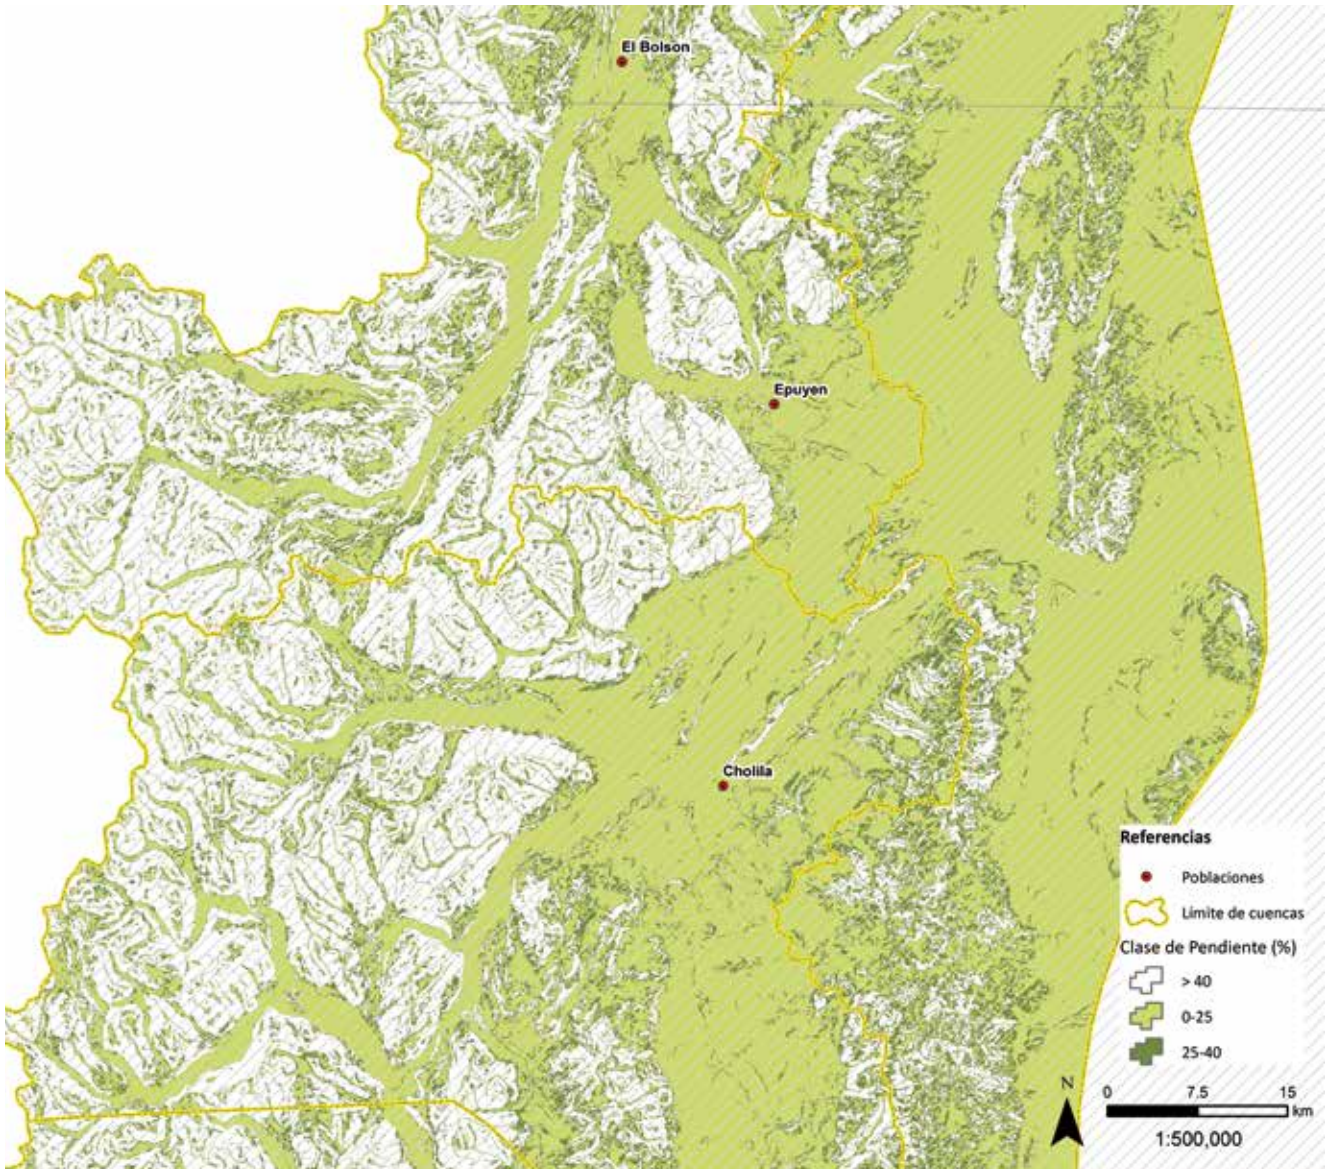 El Bolson
Epuyen
Cholila
Referencias
Poblaciones
Límite de cuencas
Clase de Pendiente (%)
> 40
0-25
25-40
N
0 7.5 15
km
1:500,000